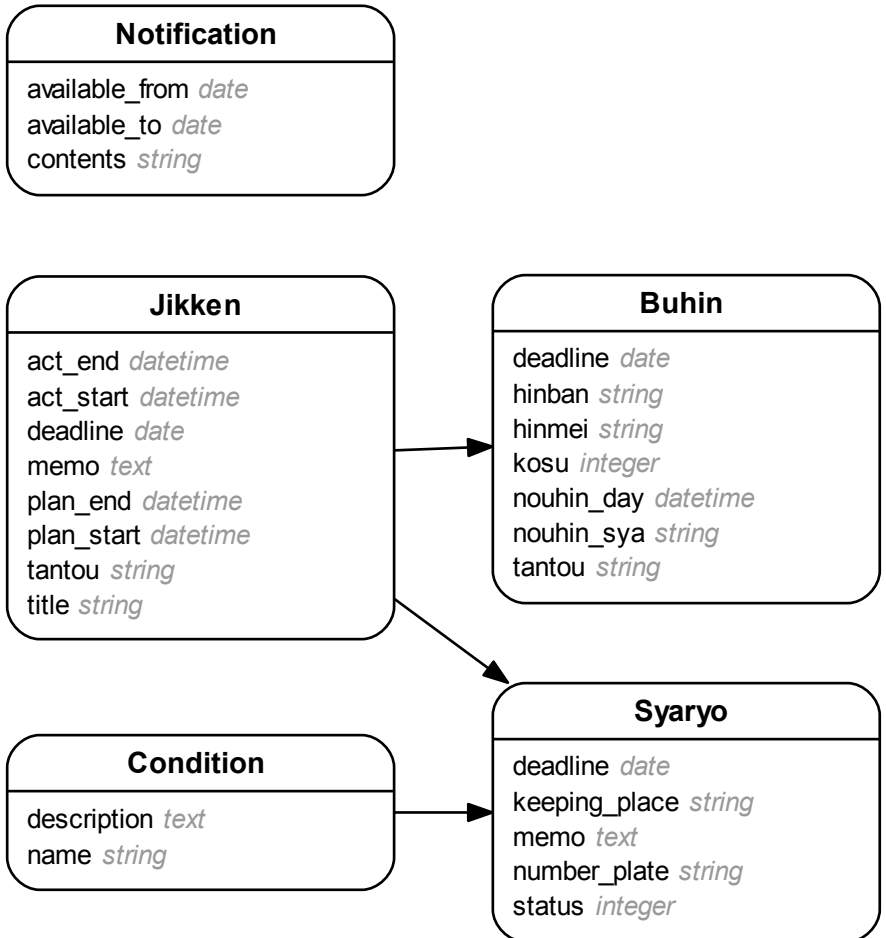 Notification
available_from date
available_to date
contents string
Jikken
act_end datetime
act_start datetime
deadline date
memo text
plan_end datetime
plan_start datetime
tantou string
title string
Buhin
deadline date
hinban string
hinmei string
kosu integer
nouhin_day datetime
nouhin_sya string
tantou string
Condition
description text
name string
Syaryo
deadline date
keeping_place string
memo text
number_plate string
status integer